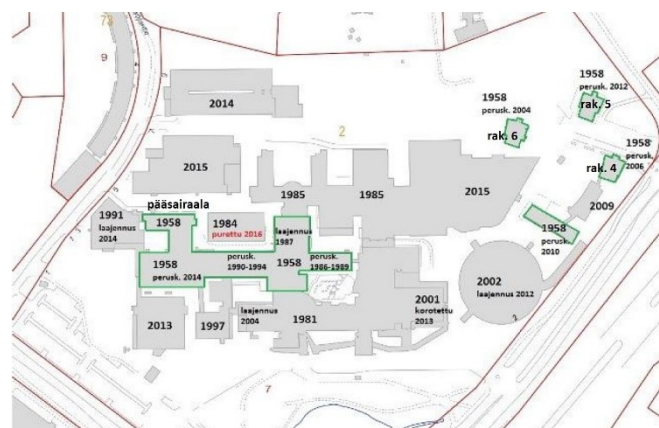 73
9
2014
1958
perusk. 2012
rak. 5
1958
perusk. 2004
rak. 6
2
1958
perusk.
2006
rak. 4
2015
1985
1985
2015
2009
pääsairaala
1991
laajennus
2014
1958
1984
purettu 2016
laajennus
1987
1958
perusk. 2014
perusk.
1990-1994
1958
perusk.
1986-1989
1958
perusk.
2010
2002
laajennus 2012
2013
1997
laajennus
2004
1981
2001
korotettu
2013
7